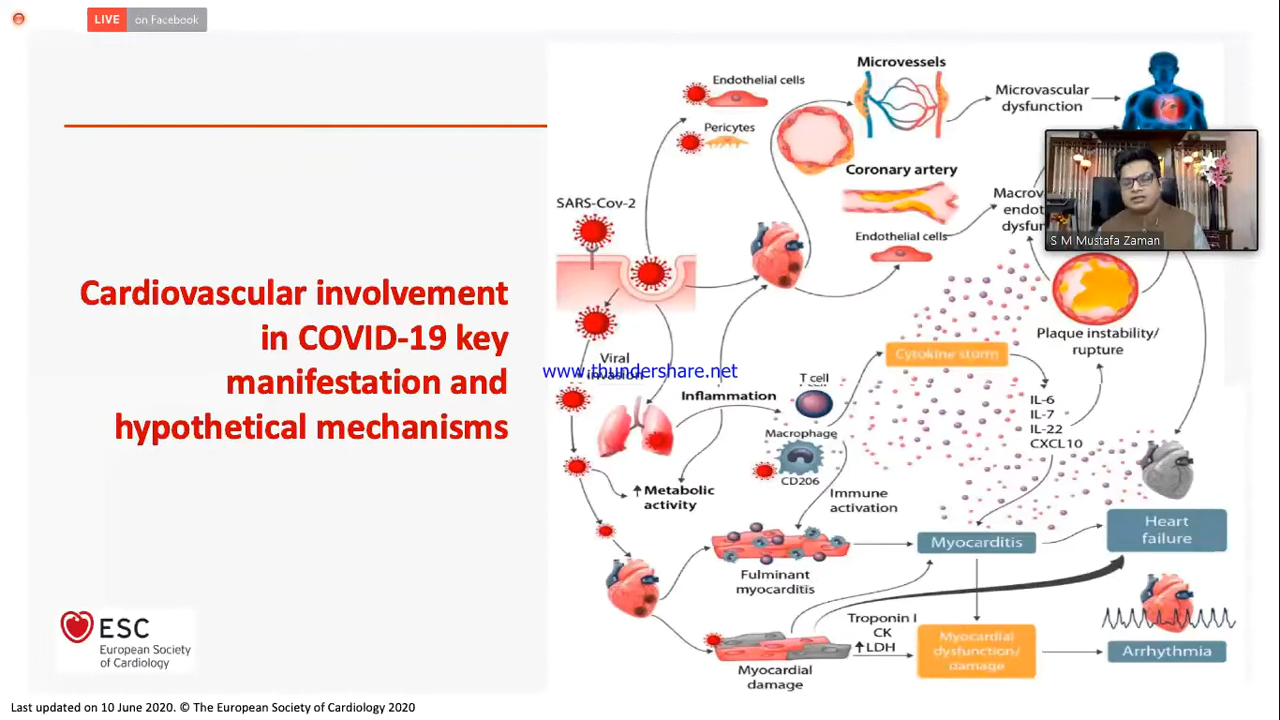 LIVE on Facebook
Cardiovascular involvement
in COVID-19 key
manifestation and
hypothetical mechanisms
ESC
European Society
of Cardiology
Last updated on 10 June 2020. © The European Society of Cardiology 2020
SARS-Cov-2
Endothelial cells
Pericytes
Microvessels
Microvascular
dysfunction
Coronary artery
Endothelial cells
S M Mustafa Zaman
Plaque instability/
rupture
Viral
invasion
www.thundershare.net
Inflammation
T cell
Macrophage
CD206
Cytokine storm
IL-6
IL-7
IL-22
CXCL10
Metabolic
activity
Immune
activation
Fulminant
myocarditis
Myocarditis
Heart
failure
Myocardial
damage
Troponin I
CK
LDH
Myocardial
dysfunction/
damage
Arrhythmia